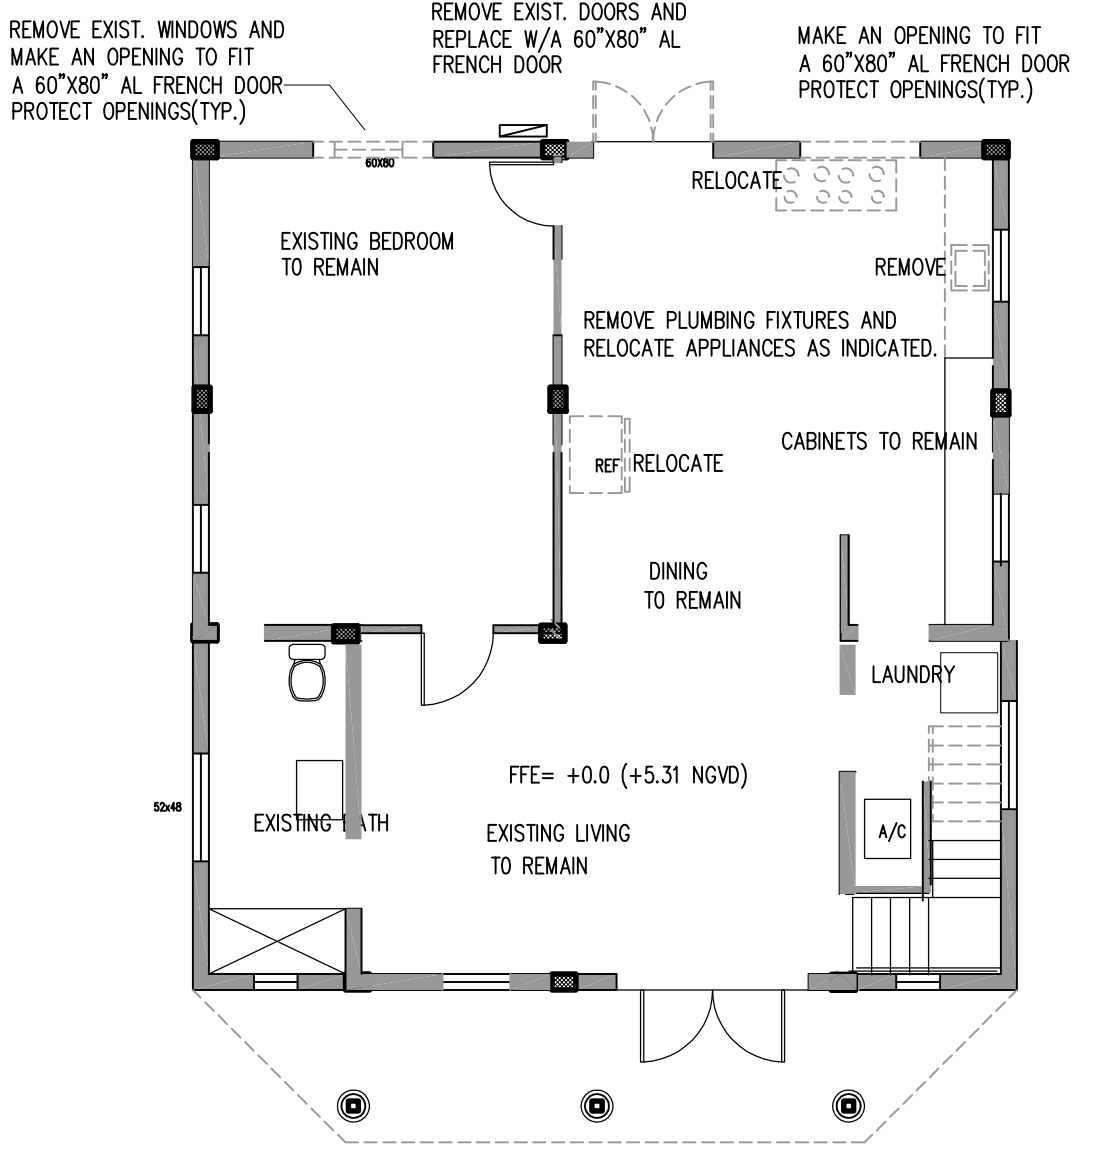 REMOVE EXIST. WINDOWS AND
MAKE AN OPENING TO FIT
A 60"X80" AL FRENCH DOOR
PROTECT OPENINGS(TYP.)
REMOVE EXIST. DOORS AND
REPLACE W/A 60"X80" AL
FRENCH DOOR
MAKE AN OPENING TO FIT
A 60"X80" AL FRENCH DOOR
PROTECT OPENINGS(TYP.)
60X80
RELOCATE
EXISTING BEDROOM
TO REMAIN
REMOVE
REMOVE PLUMBING FIXTURES AND
RELOCATE APPLIANCES AS INDICATED.
CABINETS TO REMAIN
REF RELOCATE
DINING
TO REMAIN
LAUNDRY
FFE= +0.0 (+5.31 NGVD)
52x48
EXISTING BATH
EXISTING LIVING
TO REMAIN
A/C